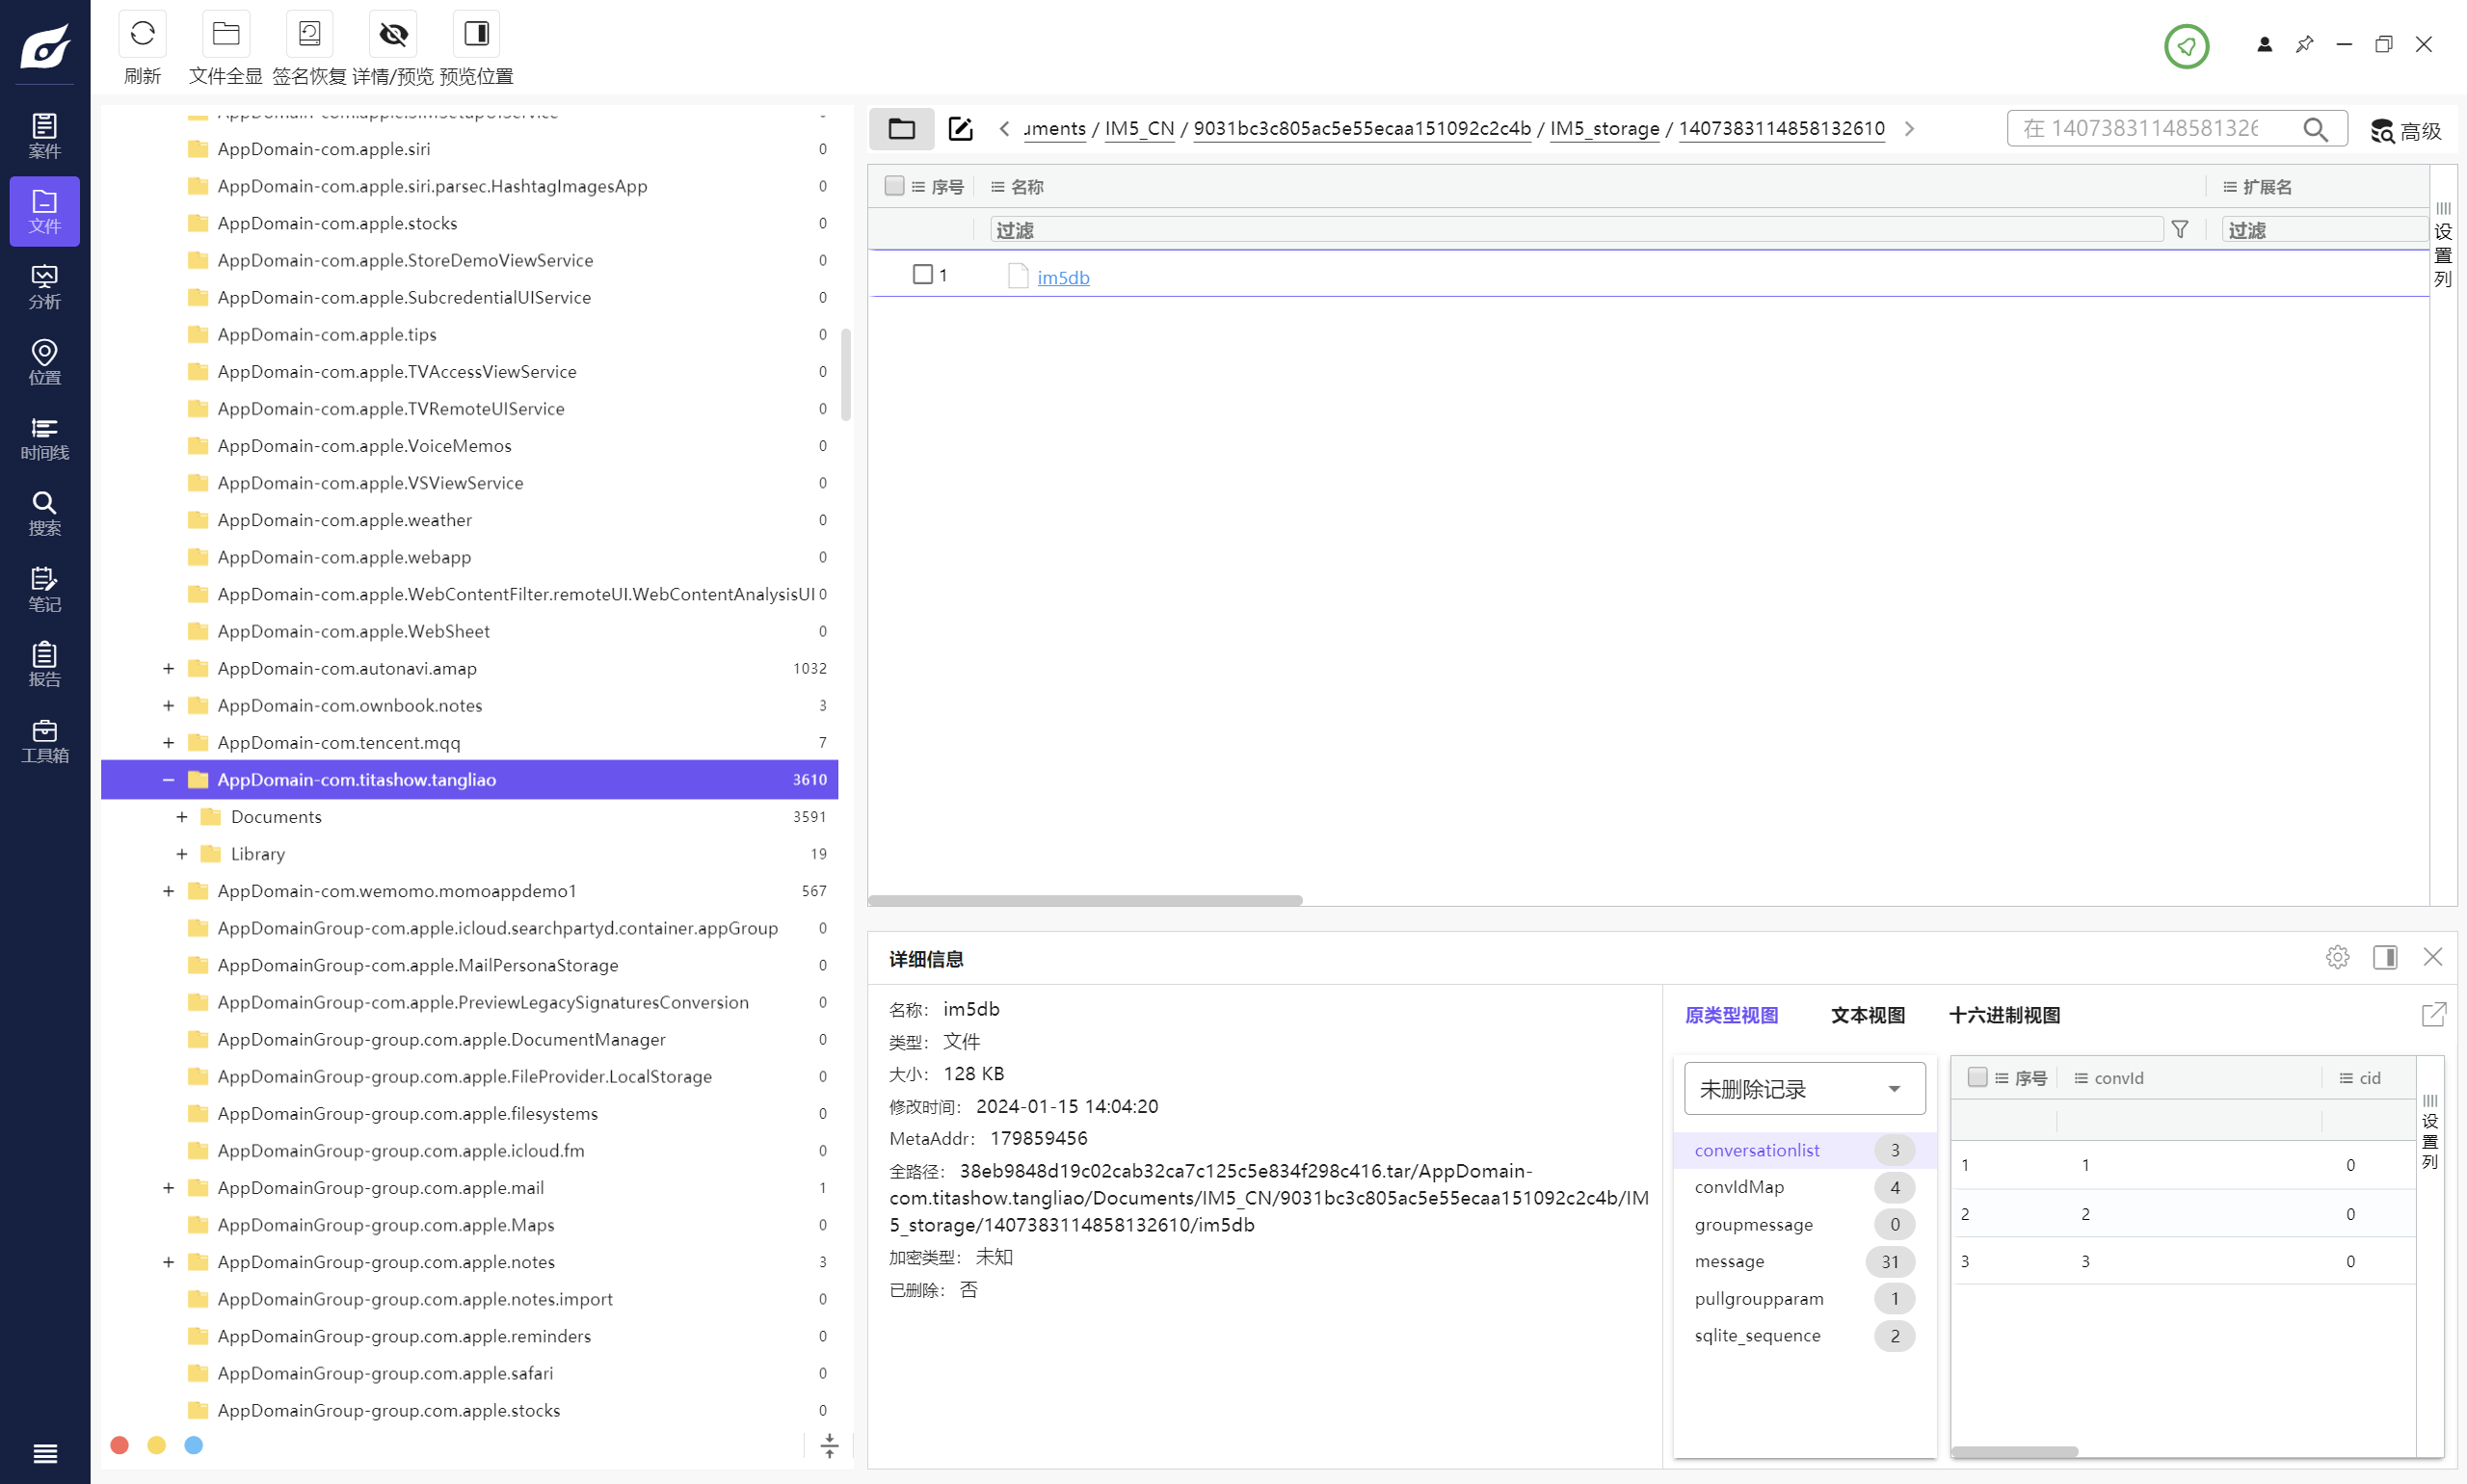 刷新
文件全显
签名恢复
详情/预览
预览位置
案件
文件
分析
位置
时间线
搜索
笔记
报告
工具箱
AppDomain-com.apple.SIMSetupUIService
AppDomain-com.apple.siri 0
AppDomain-com.apple.siri.parsec.HashtagImagesApp 0
AppDomain-com.apple.stocks 0
AppDomain-com.apple.StoreDemoViewService 0
AppDomain-com.apple.SubcredentialUIService 0
AppDomain-com.apple.tips 0
AppDomain-com.apple.TVAccessViewService 0
AppDomain-com.apple.TVRemoteUIService 0
AppDomain-com.apple.VoiceMemos 0
AppDomain-com.apple.VSViewService 0
AppDomain-com.apple.weather 0
AppDomain-com.apple.webapp 0
AppDomain-com.apple.WebContentFilter.remoteUI.WebContentAnalysisUI 0
AppDomain-com.apple.WebSheet 0
AppDomain-com.autonavi.amap 1032
AppDomain-com.ownbook.notes 3
AppDomain-com.tencent.mqq 7
AppDomain-com.titashow.tangliao 3610
Documents 3591
Library 19
AppDomain-com.wemomo.momoappdemo1 567
AppDomainGroup-com.apple.icloud.searchpartyd.container.appGroup 0
AppDomainGroup-com.apple.MailPersonaStorage 0
AppDomainGroup-com.apple.PreviewLegacySignaturesConversion 0
AppDomainGroup-group.com.apple.DocumentManager 0
AppDomainGroup-group.com.apple.FileProvider.LocalStorage 0
AppDomainGroup-group.com.apple.filesystems 0
AppDomainGroup-group.com.apple.icloud.fm 0
AppDomainGroup-group.com.apple.mail 1
AppDomainGroup-group.com.apple.Maps 0
AppDomainGroup-group.com.apple.notes 3
AppDomainGroup-group.com.apple.notes.import 0
AppDomainGroup-group.com.apple.reminders 0
AppDomainGroup-group.com.apple.safari 0
AppDomainGroup-group.com.apple.stocks 0
uments / IM5_CN / 9031bc3c805ac5e55ecaa151092c2c4b / IM5_storage / 1407383114858132610
在 14073831148581326
高级
序号 名称 扩展名
过滤 过滤
1 im5db
设置列
详细信息
名称: im5db
类型: 文件
大小: 128 KB
修改时间: 2024-01-15 14:04:20
MetaAddr: 179859456
全路径: 38eb9848d19c02cab32ca7c125c5e834f298c416.tar/AppDomain-
com.titashow.tangliao/Documents/IM5_CN/9031bc3c805ac5e55ecaa151092c2c4b/IM
5_storage/1407383114858132610/im5db
加密类型: 未知
已删除: 否
原类型视图 文本视图 十六进制视图
未删除记录
conversationlist 3
convIdMap 4
groupmessage 0
message 31
pullgroupparam 1
sqlite_sequence 2
序号 convId cid
1 1 0
2 2 0
3 3 0
设置列